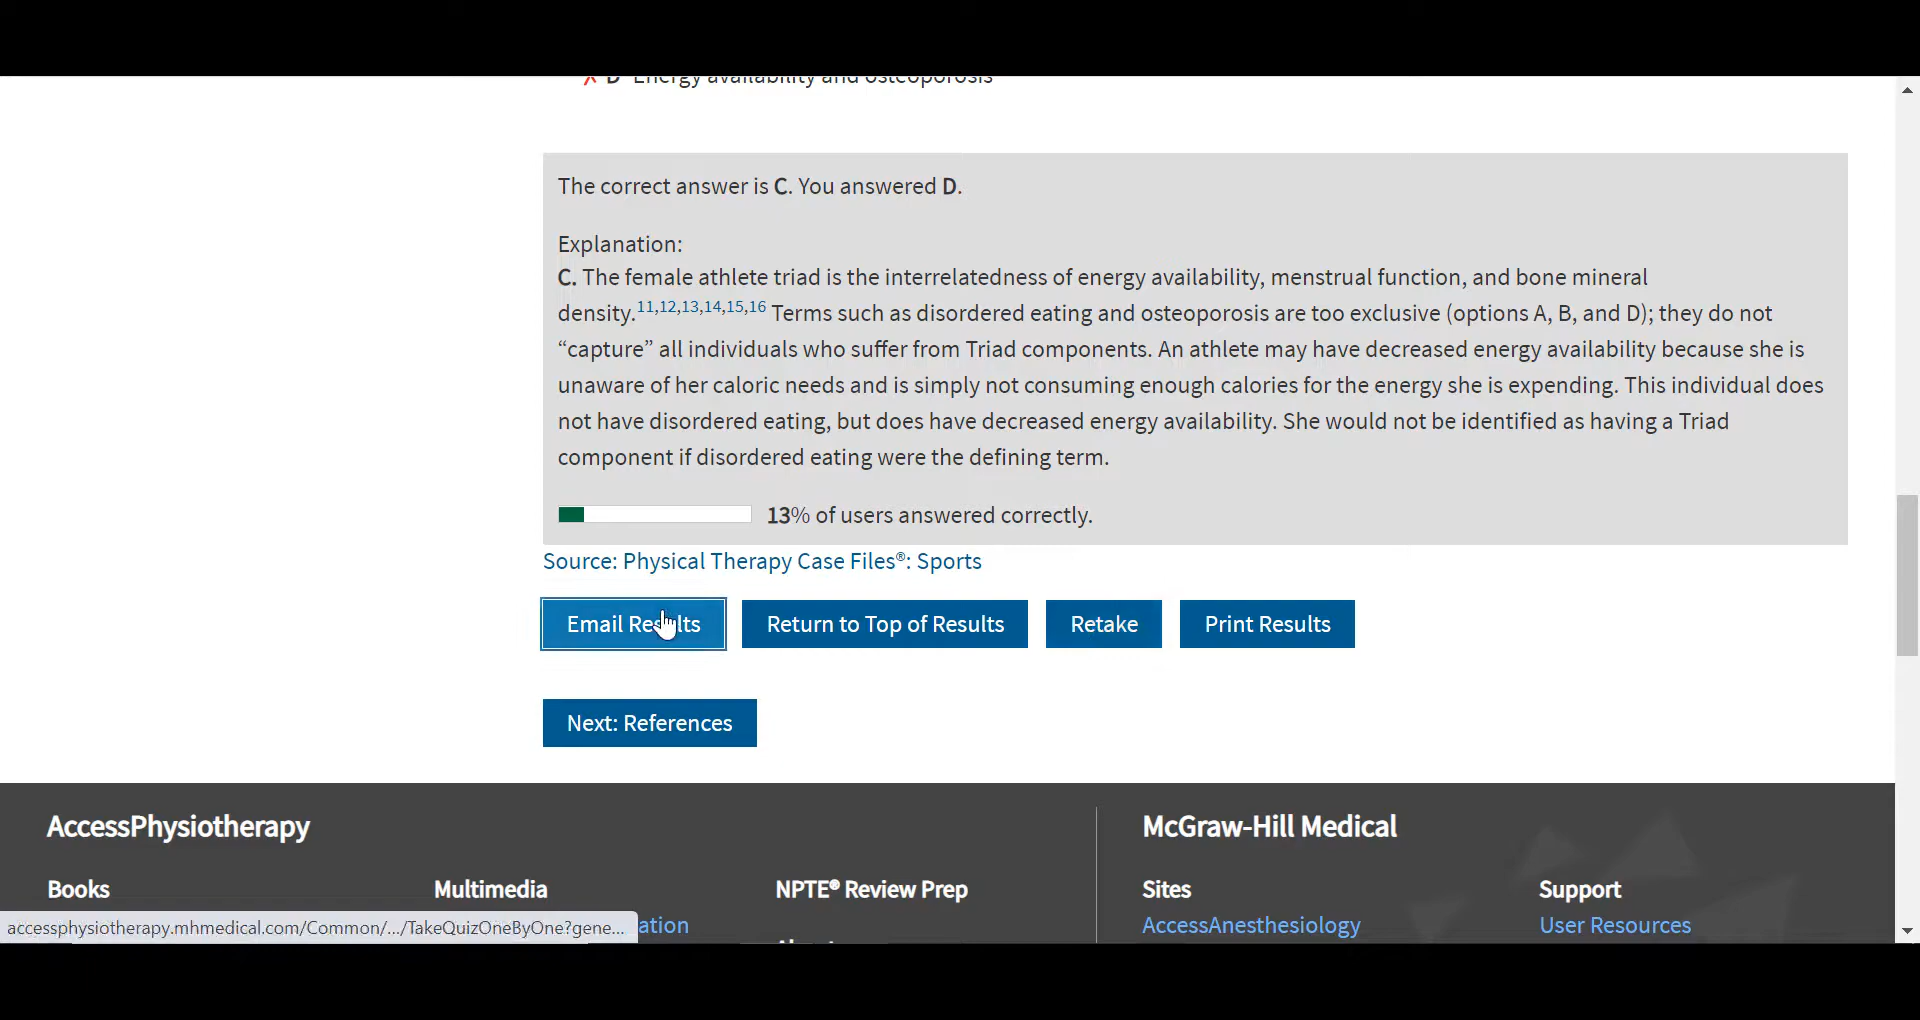 X D Energy availability and osteoporosis
The correct answer is C. You answered D.
Explanation:
C. The female athlete triad is the interrelatedness of energy availability, menstrual function, and bone mineral
density.11,12,13,14,15,16 Terms such as disordered eating and osteoporosis are too exclusive (options A, B, and D); they do not
“capture” all individuals who suffer from Triad components. An athlete may have decreased energy availability because she is
unaware of her caloric needs and is simply not consuming enough calories for the energy she is expending. This individual does
not have disordered eating, but does have decreased energy availability. She would not be identified as having a Triad
component if disordered eating were the defining term.
13% of users answered correctly.
Source: Physical Therapy Case Files®: Sports
Email Results Return to Top of Results Retake Print Results
Next: References
AccessPhysiotherapy McGraw-Hill Medical
Books Multimedia NPTE® Review Prep Sites Support
accessphysiotherapy.mhmedical.com/Common/.../TakeQuizOneByOne?gene... ation AccessAnesthesiology User Resources